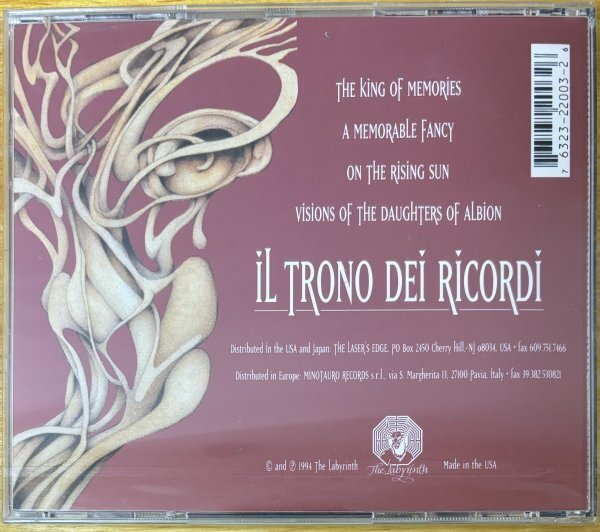 THE KING OF MEMORIES
A MEMORABLE FANCY
ON THE RISING SUN
VISIONS OF THE DAUGHTERS OF ALBION
IL TRONO DEI RICORDI
Distributed In the USA and Japan: THE LASER'S EDGE, PO Box 2450 Cherry Hill,-NJ 08034, USA • fax 609.751.7466
Distributed in Europe: MINOTAURO RECORDS s.r.l., via S. Margherita 13, 27100 Pavia, Italy • fax 39.382.530821
© and ℗ 1994 The Labyrinth
The Labyrinth
Made in the USA
7 6323-22003-2 6